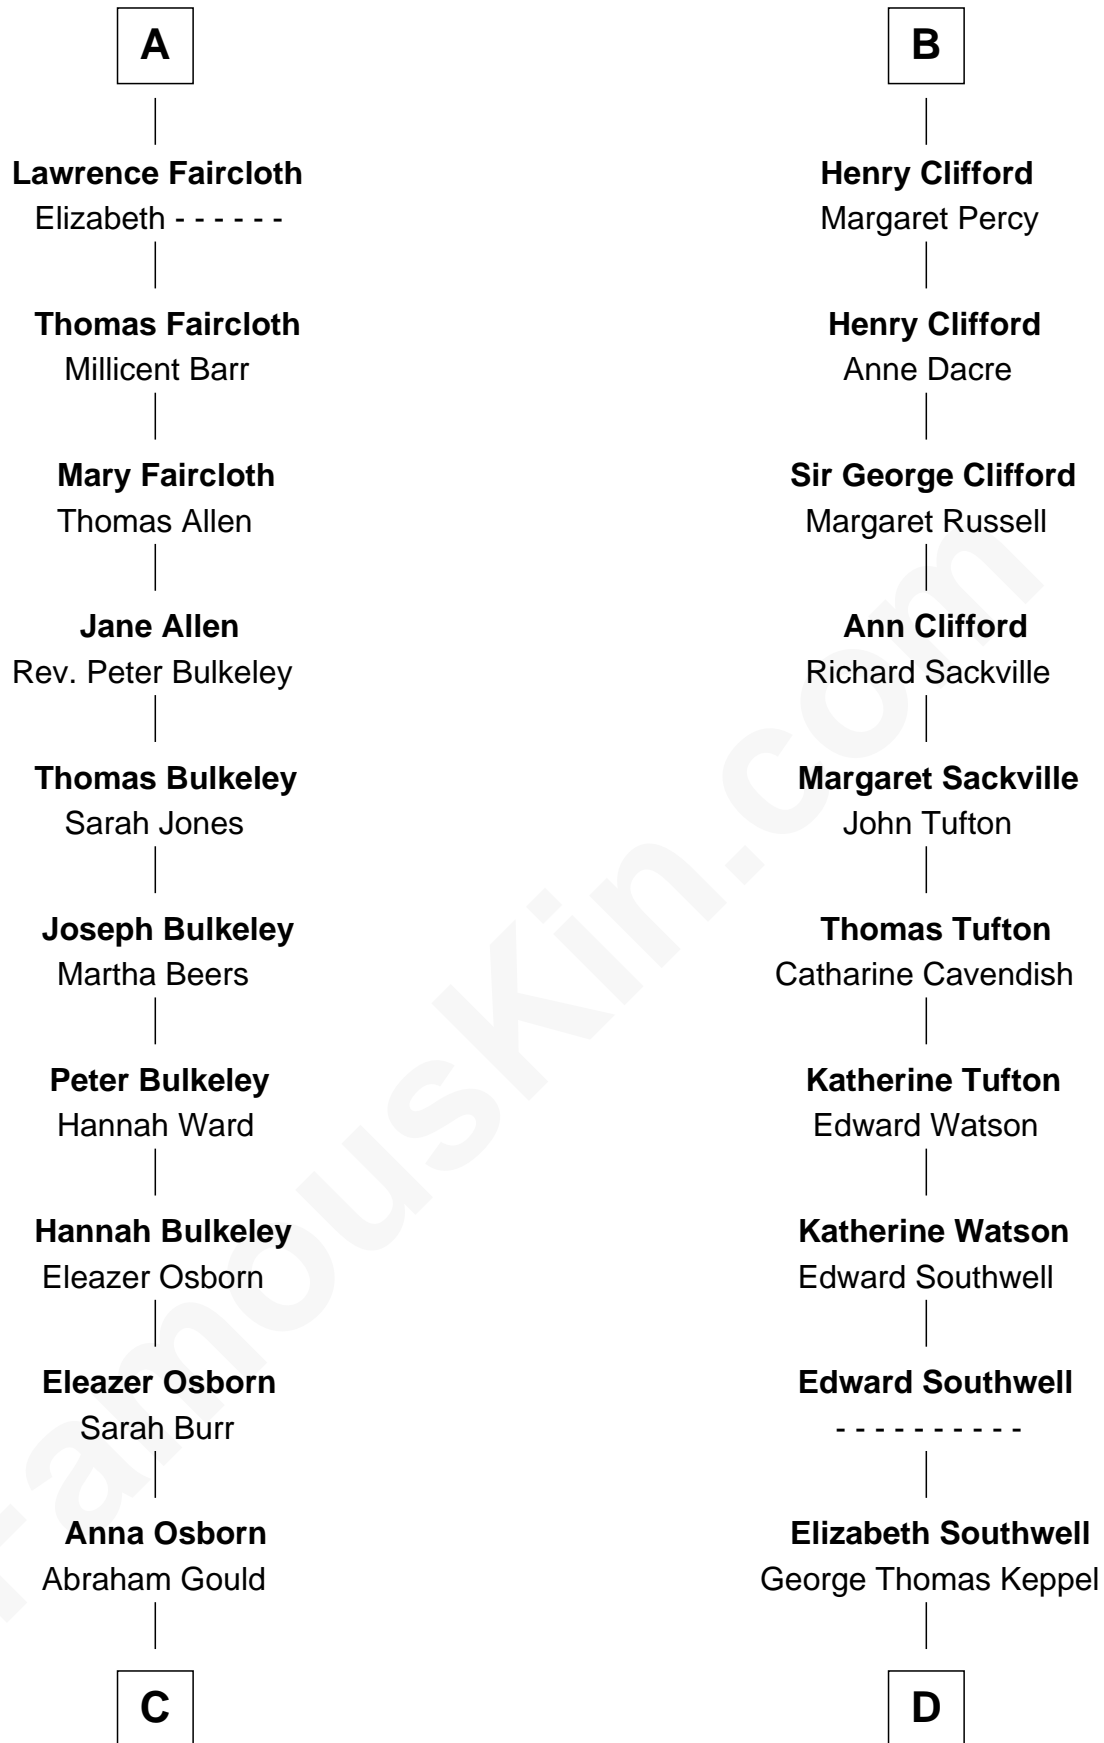 A
Lawrence Faircloth
Elizabeth - - - - - -
Thomas Faircloth
Millicent Barr
Mary Faircloth
Thomas Allen
Jane Allen
Rev. Peter Bulkeley
Thomas Bulkeley
Sarah Jones
Joseph Bulkeley
Martha Beers
Peter Bulkeley
Hannah Ward
Hannah Bulkeley
Eleazer Osborn
Eleazer Osborn
Sarah Burr
Anna Osborn
Abraham Gould
C
B
Henry Clifford
Margaret Percy
Henry Clifford
Anne Dacre
Sir George Clifford
Margaret Russell
Ann Clifford
Richard Sackville
Margaret Sackville
John Tufton
Thomas Tufton
Catharine Cavendish
Katherine Tufton
Edward Watson
Katherine Watson
Edward Southwell
Edward Southwell
- - - - - - - - - -
Elizabeth Southwell
George Thomas Keppel
D
FamousKin.com